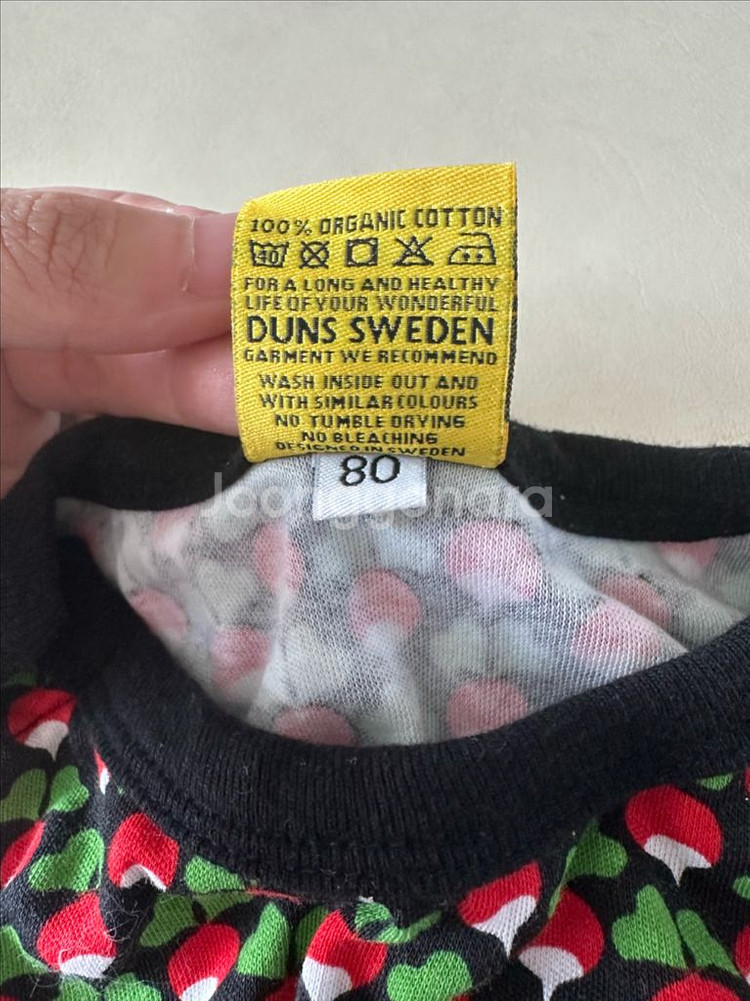 100% ORGANIC COTTON
40
FOR A LONG AND HEALTHY
LIFE OF YOUR WONDERFUL
DUNS SWEDEN
GARMENT WE RECOMMEND
WASH INSIDE OUT AND
WITH SIMILAR COLOURS
NO TUMBLE DRYING
NO BLEACHING
DESIGNED IN SWEDEN
80
Joonggonara